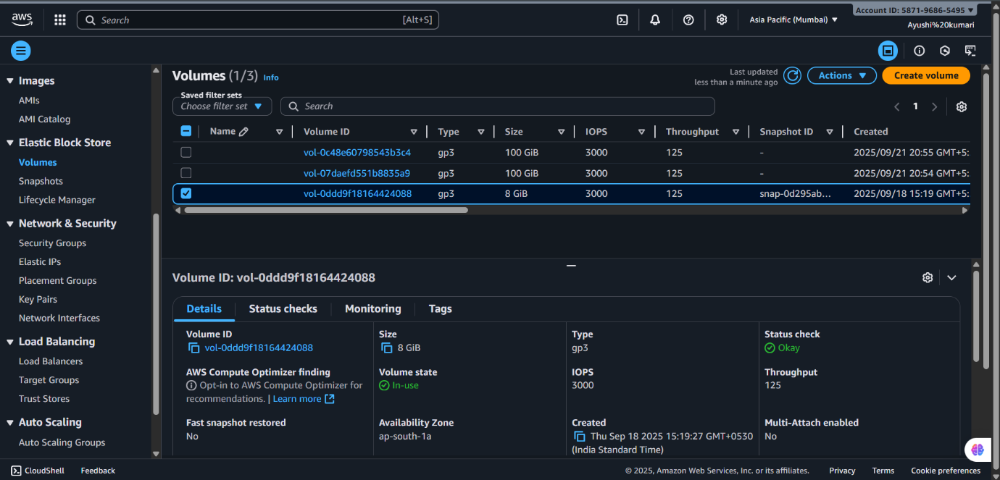 aws
Search [Alt+S]
Asia Pacific (Mumbai)
Account ID: 5871-9686-5495
Ayushi%20kumari
Images
AMIs
AMI Catalog
Elastic Block Store
Volumes
Snapshots
Lifecycle Manager
Network & Security
Security Groups
Elastic IPs
Placement Groups
Key Pairs
Network Interfaces
Load Balancing
Load Balancers
Target Groups
Trust Stores
Auto Scaling
Auto Scaling Groups
Volumes (1/3) Info
Last updated
less than a minute ago
Actions
Create volume
Saved filter sets
Choose filter set
Search
1
Name Volume ID Type Size IOPS Throughput Snapshot ID Created
vol-0c48e60798543b3c4 gp3 100 GiB 3000 125 - 2025/09/21 20:55 GMT+5:
vol-07daefd551b8835a9 gp3 100 GiB 3000 125 - 2025/09/21 20:54 GMT+5:
vol-0ddd9f18164424088 gp3 8 GiB 3000 125 snap-0d295ab... 2025/09/18 15:19 GMT+5:
Volume ID: vol-0ddd9f18164424088
Details Status checks Monitoring Tags
Volume ID
vol-0ddd9f18164424088
Size
8 GiB
Type
gp3
Status check
Okay
AWS Compute Optimizer finding
Opt-in to AWS Compute Optimizer for
recommendations. | Learn more
Volume state
In-use
IOPS
3000
Throughput
125
Fast snapshot restored
No
Availability Zone
ap-south-1a
Created
Thu Sep 18 2025 15:19:27 GMT+0530
(India Standard Time)
Multi-Attach enabled
No
CloudShell Feedback
© 2025, Amazon Web Services, Inc. or its affiliates. Privacy Terms Cookie preferences